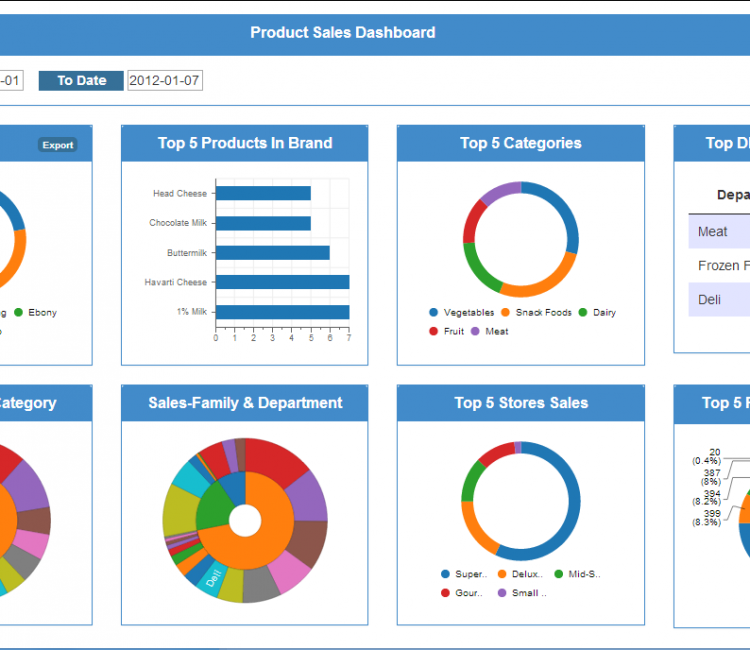 Product Sales Dashboard
-01 To Date 2012-01-07
Export
Top 5 Products In Brand
Top 5 Categories
Top D
Head Cheese
Chocolate Milk
Buttermilk
Havarti Cheese
1% Milk
0 1 2 3 4 5 6 7
g Ebony
Vegetables Snack Foods Dairy
Fruit Meat
Depa
Meat
Frozen F
Deli
Category
Sales-Family & Department
Top 5 Stores Sales
Top 5 F
Deli
Super.. Delux.. Mid-S..
Gour.. Small ..
20
(0.4%)
387
(8%)
394
(8.2%)
399
(8.3%)